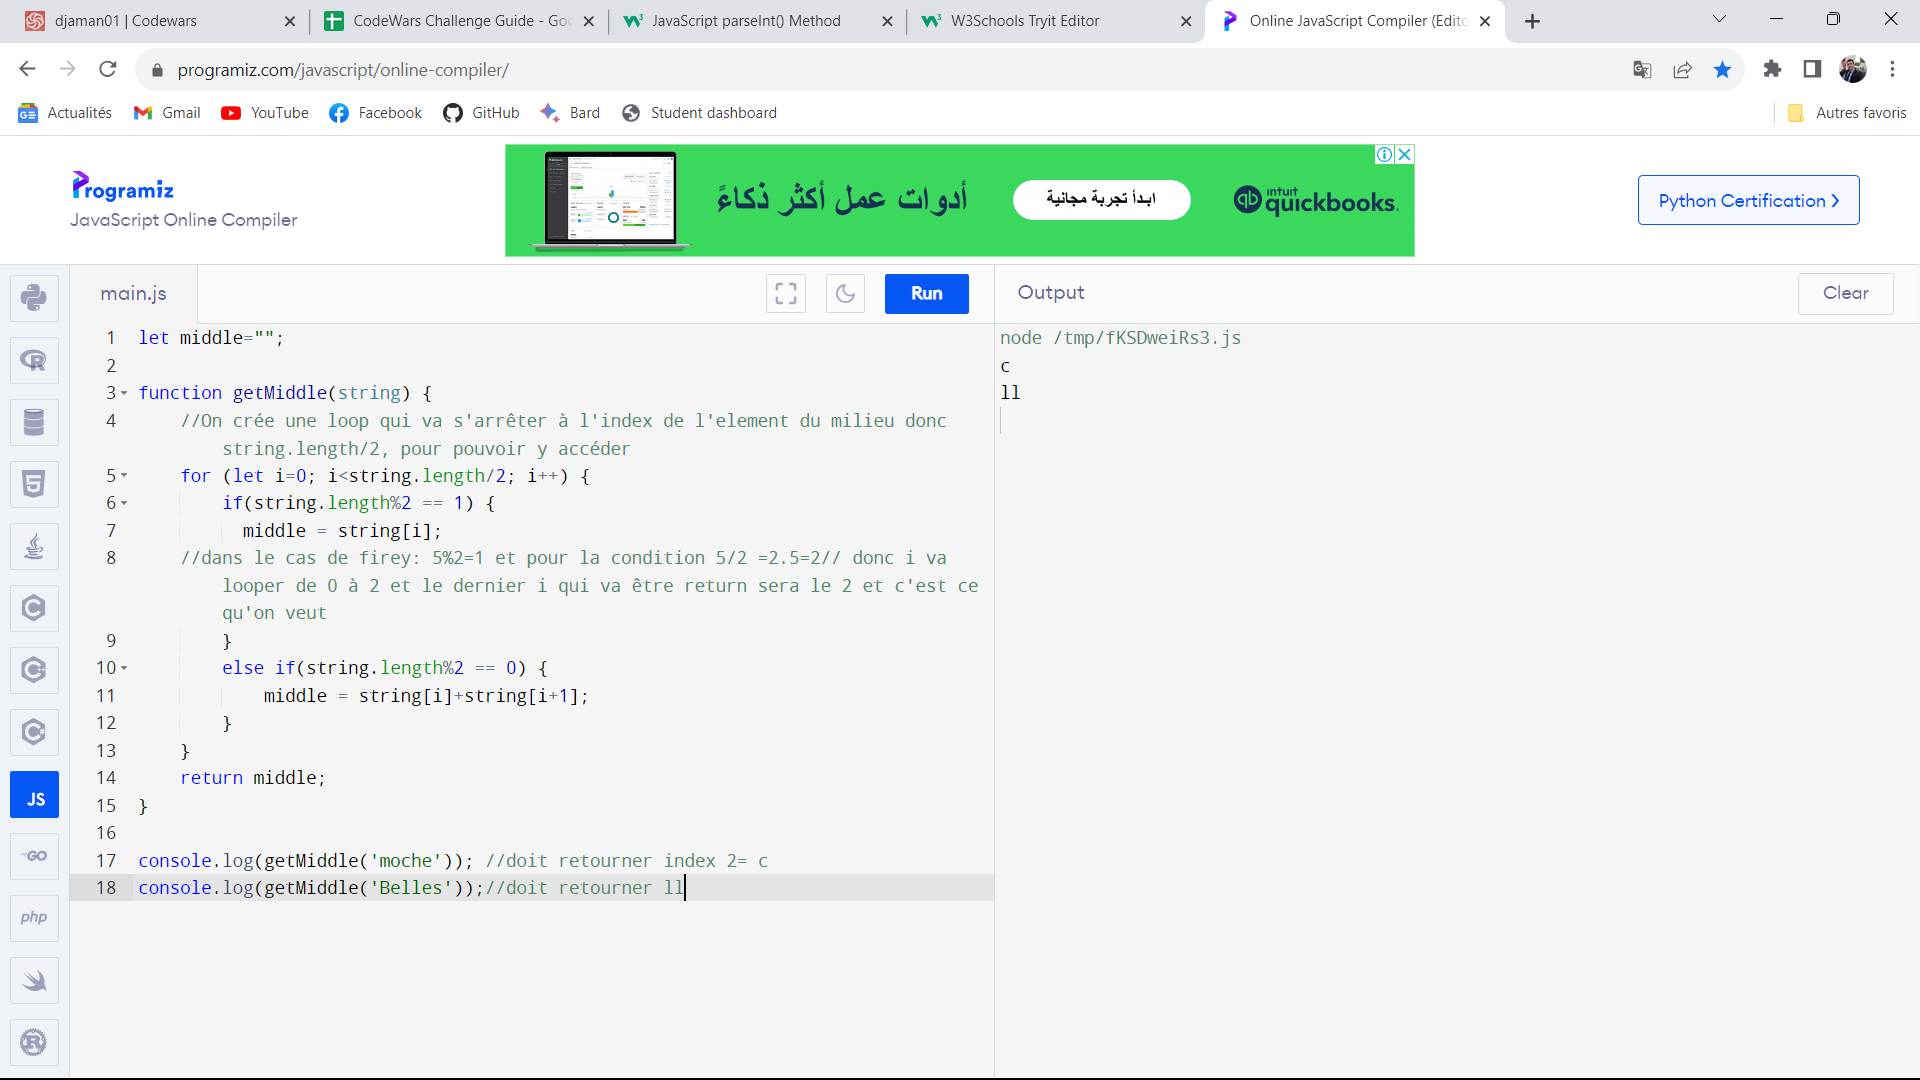 djaman01 | Codewars
CodeWars Challenge Guide - Goo
JavaScript parseInt() Method
W3Schools Tryit Editor
Online JavaScript Compiler (Edito
programiz.com/javascript/online-compiler/
Actualités
Gmail
YouTube
Facebook
GitHub
Bard
Student dashboard
Autres favoris
Programiz
JavaScript Online Compiler
أدوات عمل أكثر ذكاءً
ابدأ تجربة مجانية
intuit
quickbooks.
Python Certification
main.js
Run
Output
Clear
1 let middle="";
2
3 function getMiddle(string) {
4 //On crée une loop qui va s'arrêter à l'index de l'element du milieu donc
string.length/2, pour pouvoir y accéder
5 for (let i=0; i<string.length/2; i++) {
6 if(string.length%2 == 1) {
7 middle = string[i];
8 //dans le cas de firey: 5%2=1 et pour la condition 5/2 =2.5=2// donc i va
looper de 0 à 2 et le dernier i qui va être return sera le 2 et c'est ce
qu'on veut
9 }
10 else if(string.length%2 == 0) {
11 middle = string[i]+string[i+1];
12 }
13 }
14 return middle;
15 }
16
17 console.log(getMiddle('moche')); //doit retourner index 2= c
18 console.log(getMiddle('Belles'));//doit retourner ll
node /tmp/fKSDweiRs3.js
c
ll
JS
GO
php